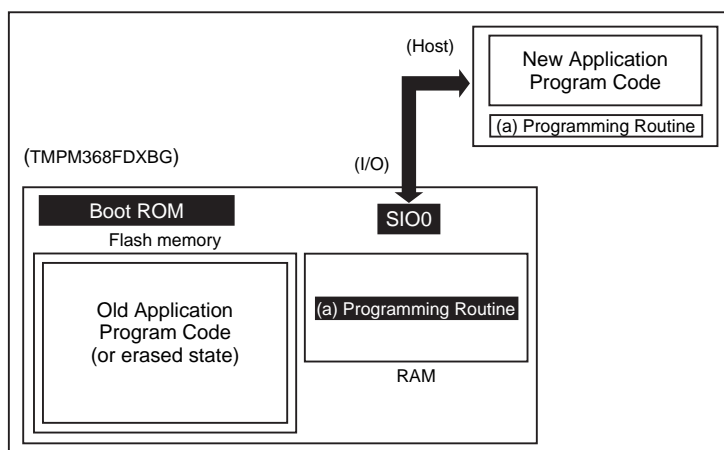 (Host)
New Application
Program Code
(a) Programming Routine
(TMPM368FDXBG)
(I/O)
Boot ROM
SIO0
Flash memory
Old Application
Program Code
(or erased state)
(a) Programming Routine
RAM